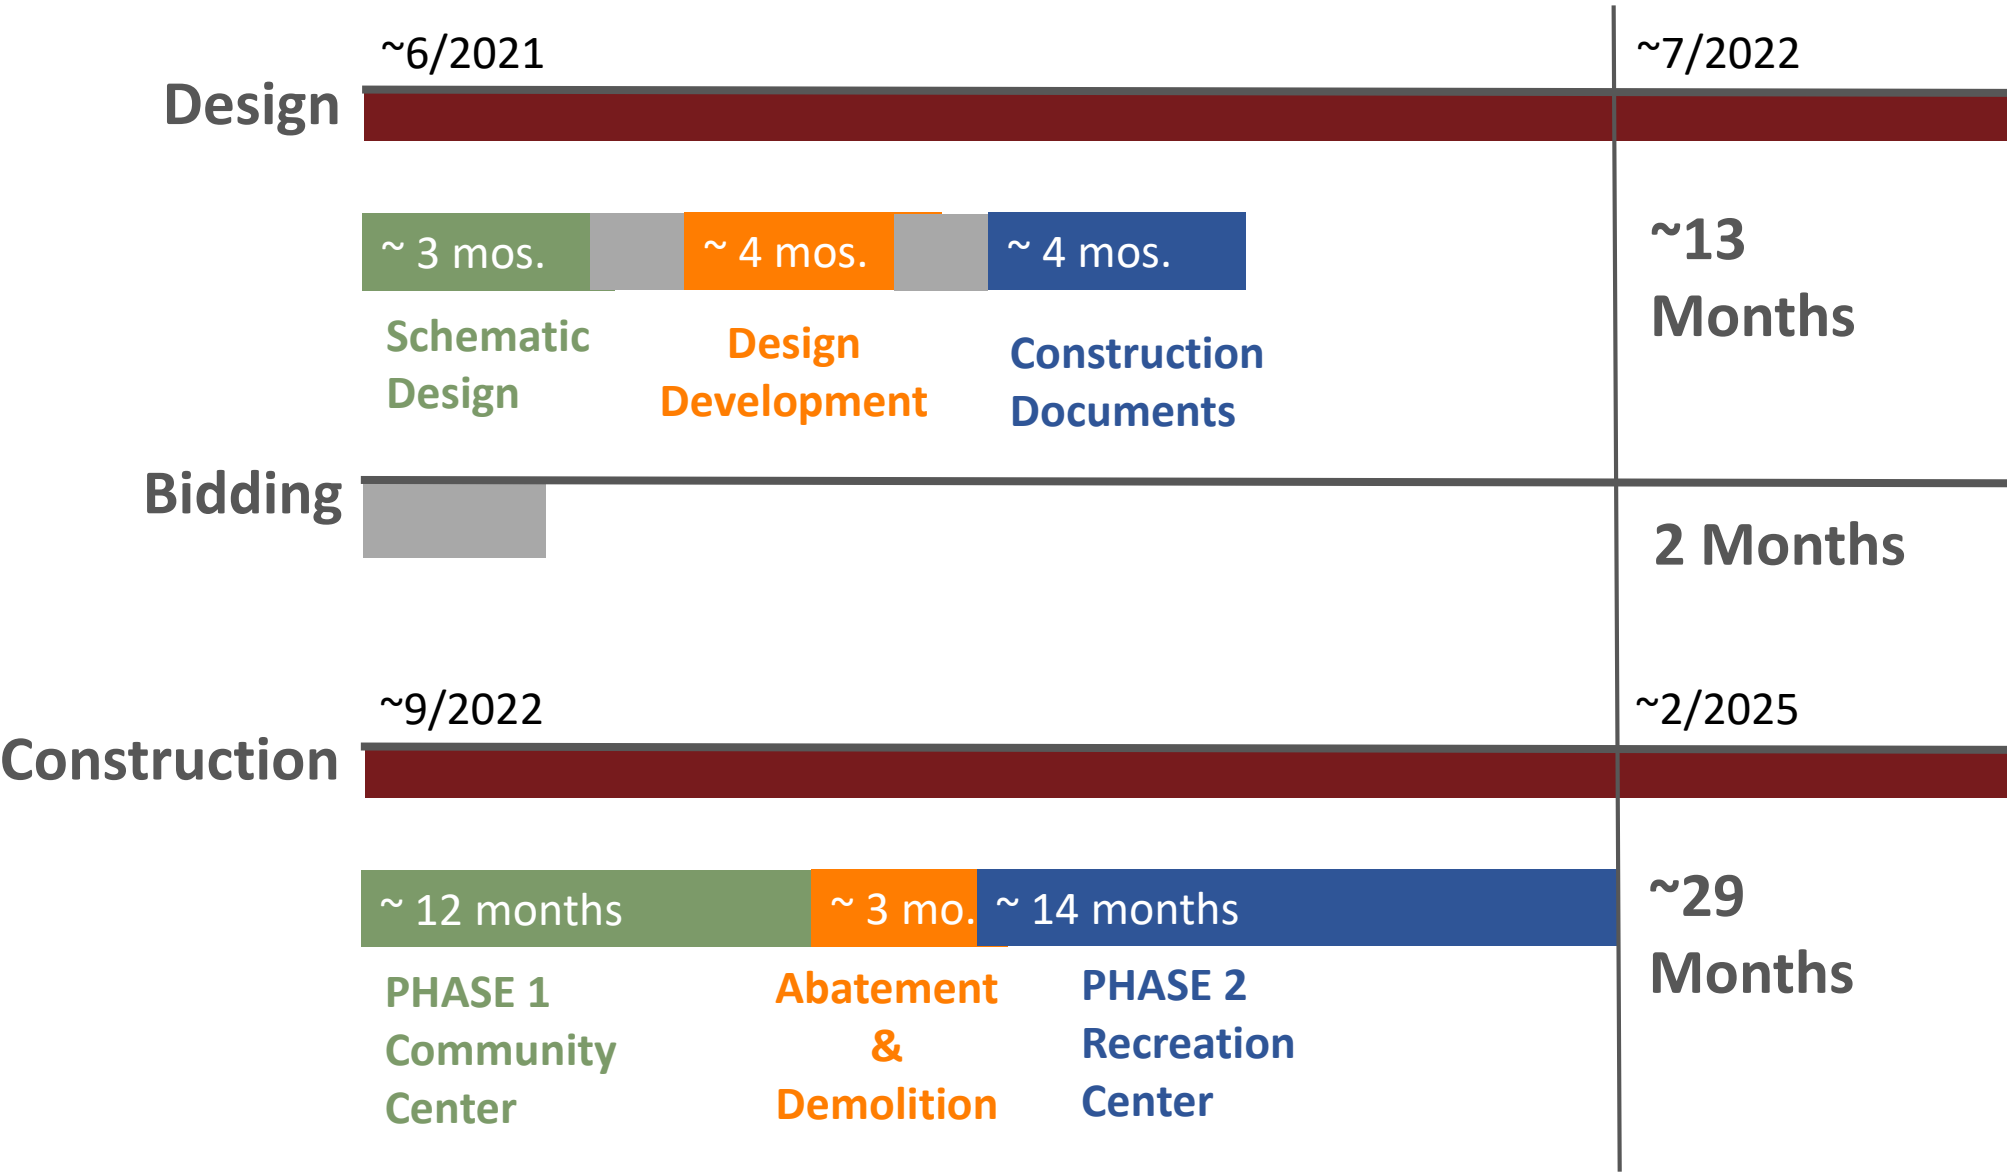 ~6/2021
~7/2022
Design
~ 3 mos.
~ 4 mos.
~ 4 mos.
~13
Months
Schematic
Design
Design
Development
Construction
Documents
Bidding
2 Months
~9/2022
~2/2025
Construction
~ 12 months
~ 3 mo.
~ 14 months
~29
Months
PHASE 1
Community
Center
Abatement
&
Demolition
PHASE 2
Recreation
Center